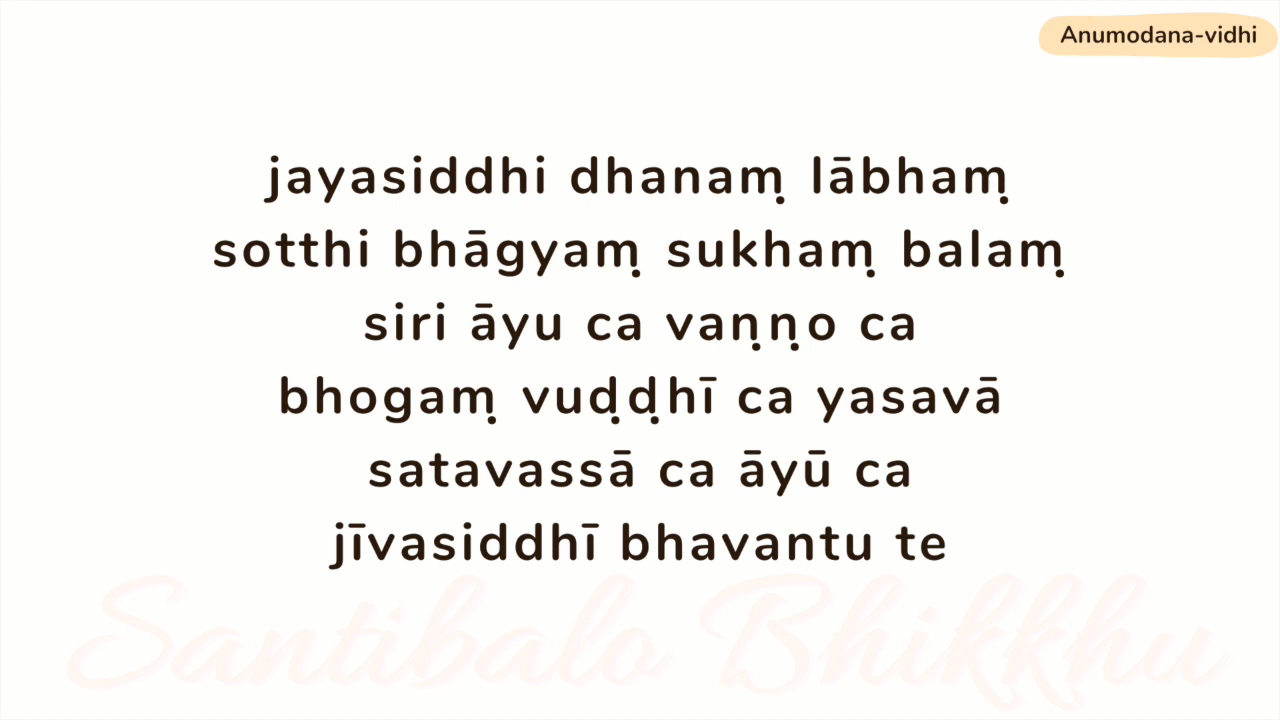 Anumodana-vidhi
jayasiddhi dhanaṃ lābhaṃ
sotthi bhāgyaṃ sukhaṃ balaṃ
siri āyu ca vaṇṇo ca
bhogaṃ vuḍḍhī ca yasavā
satavassā ca āyū ca
jīvasiddhī bhavantu te
Santibalo Bhikkhu